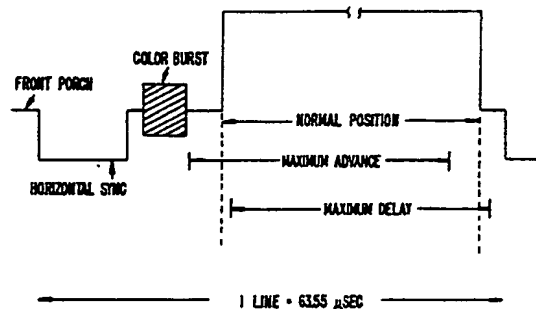 COLOR BURST
FRONT PORCH
NORMAL POSITION
MAXIMUM ADVANCE
HORIZONTAL SYNC
MAXIMUM DELAY
1 LINE = 63.55 µSEC